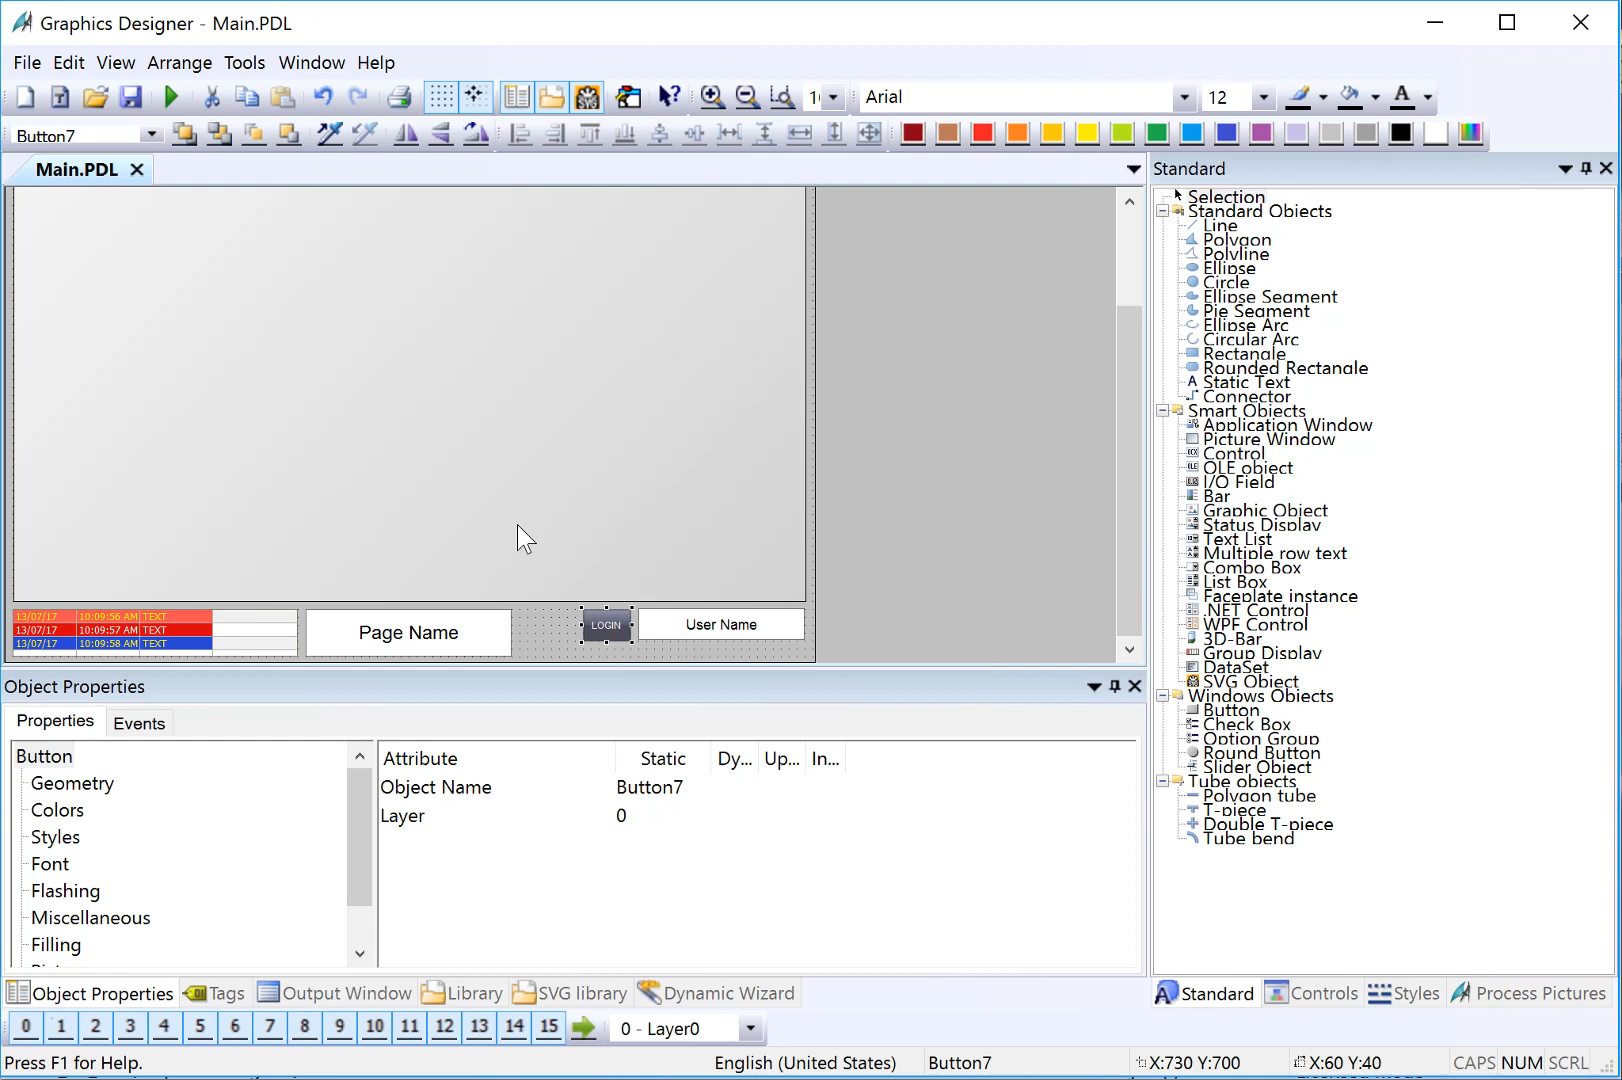 Graphics Designer - Main.PDL
File Edit View Arrange Tools Window Help
Arial 12
Button7
Main.PDL
13/07/17 10:09:56 AM TEXT
13/07/17 10:09:57 AM TEXT
13/07/17 10:09:58 AM TEXT
Page Name
LOGIN
User Name
Object Properties
Properties Events
Button
Geometry
Colors
Styles
Font
Flashing
Miscellaneous
Filling
Attribute Static Dy... Up... In...
Object Name Button7
Layer 0
Standard
Selection
Standard Objects
Line
Polygon
Polyline
Ellipse
Circle
Ellipse Segment
Pie Segment
Ellipse Arc
Circular Arc
Rectangle
Rounded Rectangle
Static Text
Connector
Smart Objects
Application Window
Picture Window
Control
OLE object
I/O Field
Bar
Graphic Object
Status Display
Text List
Multiple row text
Combo Box
List Box
Faceplate instance
.NET Control
WPF Control
3D-Bar
Group Display
DataSet
SVG Object
Windows Objects
Button
Check Box
Option Group
Round Button
Slider Object
Tube objects
Polygon tube
T-piece
Double T-piece
Tube bend
Object Properties Tags Output Window Library SVG library Dynamic Wizard
Standard Controls Styles Process Pictures
0 1 2 3 4 5 6 7 8 9 10 11 12 13 14 15 0 - Layer0
Press F1 for Help. English (United States) Button7 X:730 Y:700 X:60 Y:40 CAPS NUM SCRL